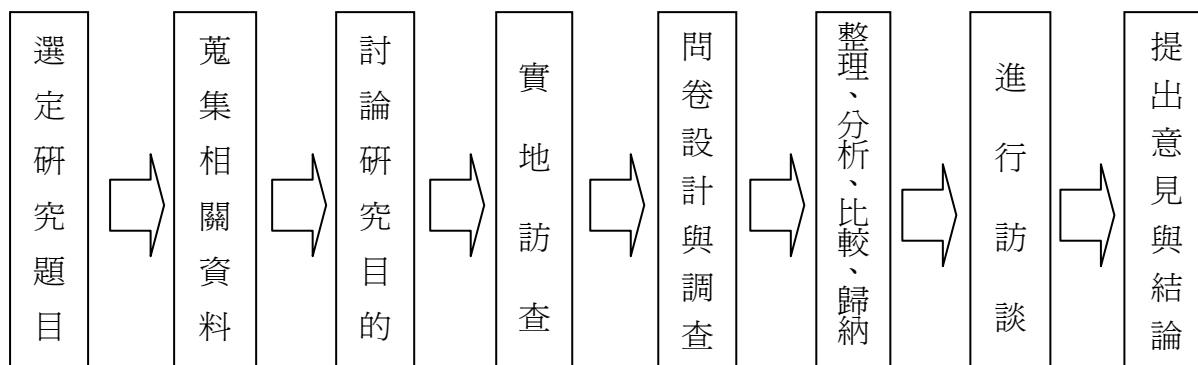 選定研究題目
蒐集相關資料
討論研究目的
實地訪查
問卷設計與調查
整理、分析、比較、歸納
進行訪談
提出意見與結論